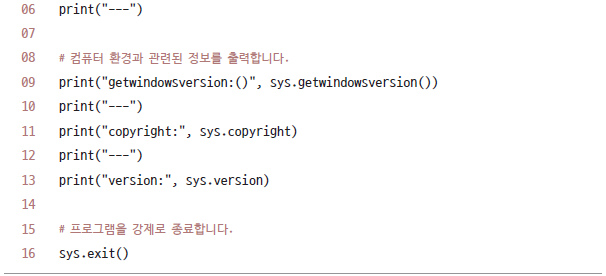 06 print("---")
07
08 # 컴퓨터 환경과 관련된 정보를 출력합니다.
09 print("getwindowsversion:()", sys.getwindowsversion())
10 print("---")
11 print("copyright:", sys.copyright)
12 print("---")
13 print("version:", sys.version)
14
15 # 프로그램을 강제로 종료합니다.
16 sys.exit()